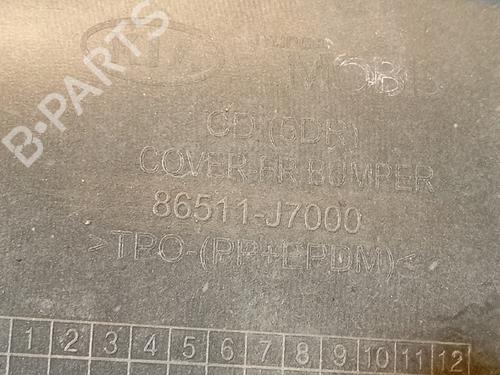 B-PARTS
KIA
MOBIS
CD (5DR)
COVER-FR BUMPER
86511-J7000
>TPO-(PP+EPDM)<
1 2 3 4 5 6 7 8 9 10 11 12